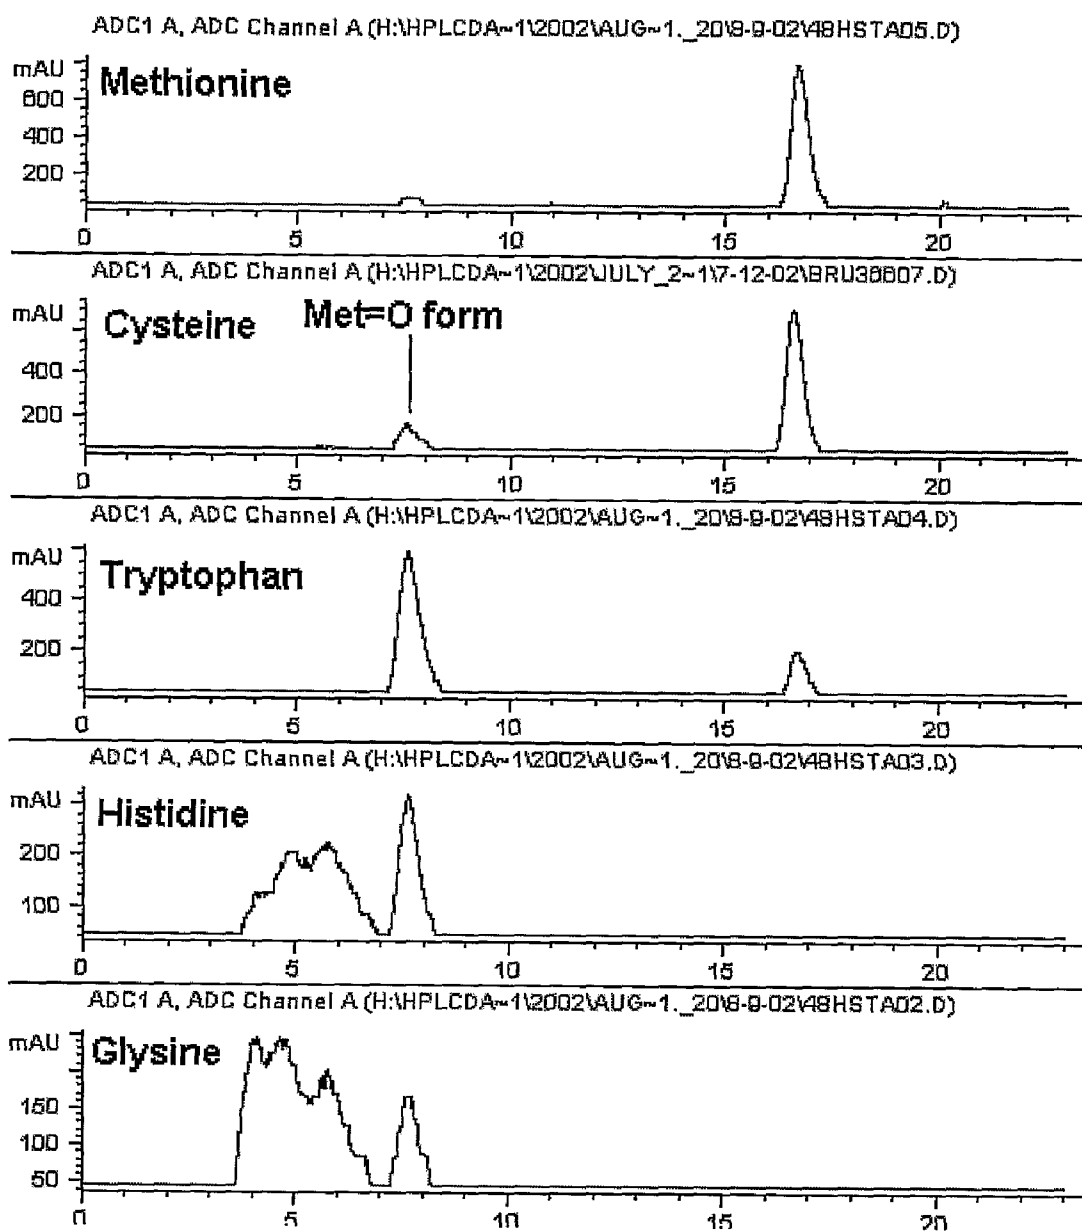 ADC1 A, ADC Channel A (H:\HPLCDA~1\2002\AUG~1._20\8-9-02\48HSTA05.D)
mAU
Methionine
600
400
200
0 5 10 15 20
ADC1 A, ADC Channel A (H:\HPLCDA~1\2002\JULY_2~1\7-12-02\BRU36607.D)
mAU
Cysteine Met=O form
400
200
0 5 10 15 20
ADC1 A, ADC Channel A (H:\HPLCDA~1\2002\AUG~1._20\8-9-02\48HSTA04.D)
mAU
Tryptophan
400
200
0 5 10 15 20
ADC1 A, ADC Channel A (H:\HPLCDA~1\2002\AUG~1._20\8-9-02\48HSTA03.D)
mAU
Histidine
200
100
0 5 10 15 20
ADC1 A, ADC Channel A (H:\HPLCDA~1\2002\AUG~1._20\8-9-02\48HSTA02.D)
mAU
Glysine
150
100
50
0 5 10 15 20